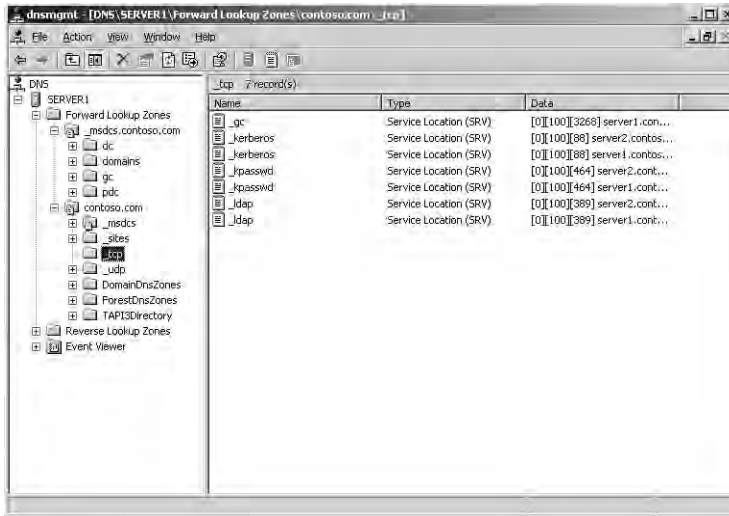 dnsmgmt - [DNS\SERVER1\Forward Lookup Zones\contoso.com\_tcp]
File Action View Window Help
DNS
SERVER1
Forward Lookup Zones
_msdcs.contoso.com
dc
domains
gc
pdc
contoso.com
_msdcs
_sites
_tcp
_udp
DomainDnsZones
ForestDnsZones
TAPI3Directory
Reverse Lookup Zones
Event Viewer
_tcp 7 record(s)
Name Type Data
_gc Service Location (SRV) [0][100][3268] server1.con...
_kerberos Service Location (SRV) [0][100][88] server2.contos...
_kerberos Service Location (SRV) [0][100][88] server1.contos...
_kpasswd Service Location (SRV) [0][100][464] server2.cont...
_kpasswd Service Location (SRV) [0][100][464] server1.cont...
_ldap Service Location (SRV) [0][100][389] server2.cont...
_ldap Service Location (SRV) [0][100][389] server1.cont...